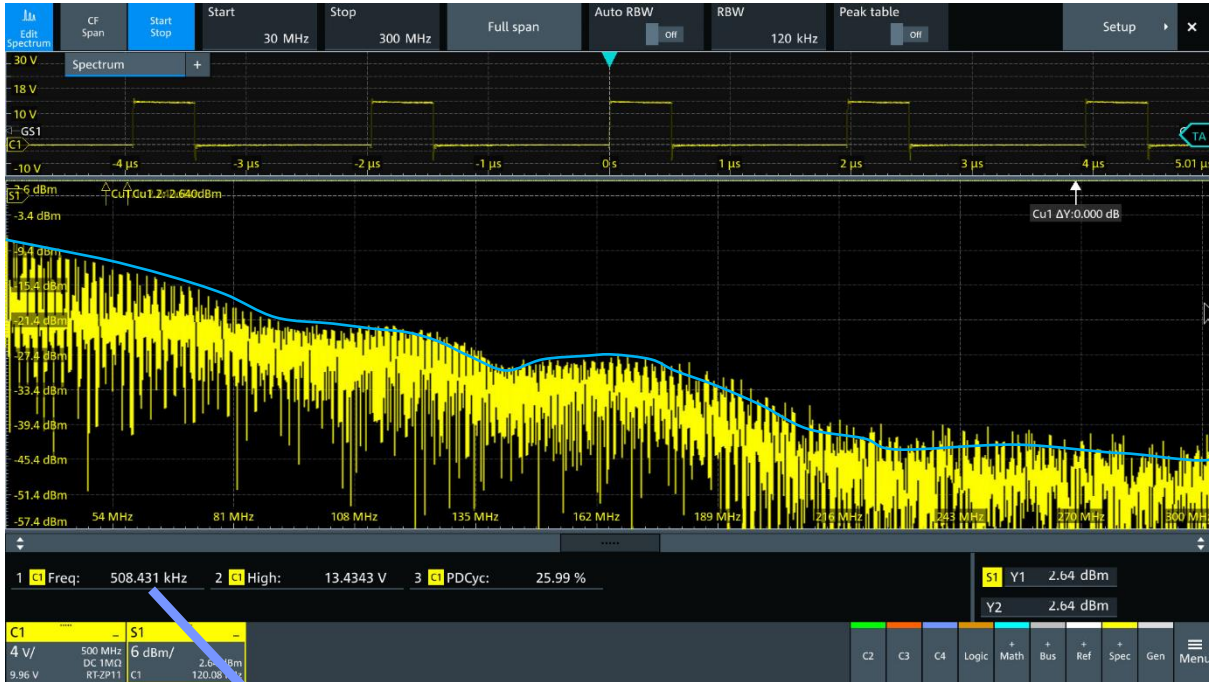 Edit Spectrum
CF Span
Start Stop
Start 30 MHz
Stop 300 MHz
Full span
Auto RBW Off
RBW 120 kHz
Peak table Off
Setup
30 V
Spectrum +
18 V
10 V
GS1
C1
TA
-10 V
-4 µs -3 µs -2 µs -1 µs 0 s 1 µs 2 µs 3 µs 4 µs 5.01 µs
S1
2.640dBm
Cu1 ΔY:0.000 dB
-3.4 dBm
-9.4 dBm
-15.4 dBm
-21.4 dBm
-27.4 dBm
-33.4 dBm
-39.4 dBm
-45.4 dBm
-51.4 dBm
-57.4 dBm
54 MHz 81 MHz 108 MHz 135 MHz 162 MHz 189 MHz 216 MHz 243 MHz 270 MHz 300 MHz
1 C1 Freq: 508.431 kHz 2 C1 High: 13.4343 V 3 C1 PDCyc: 25.99 %
S1 Y1 2.64 dBm
Y2 2.64 dBm
C1
4 V/ 500 MHz
DC 1MΩ
9.96 V RT-ZP11
S1
6 dBm/
C1
C2 C3 C4 Logic + Math + Bus + Ref + Spec Gen Menu